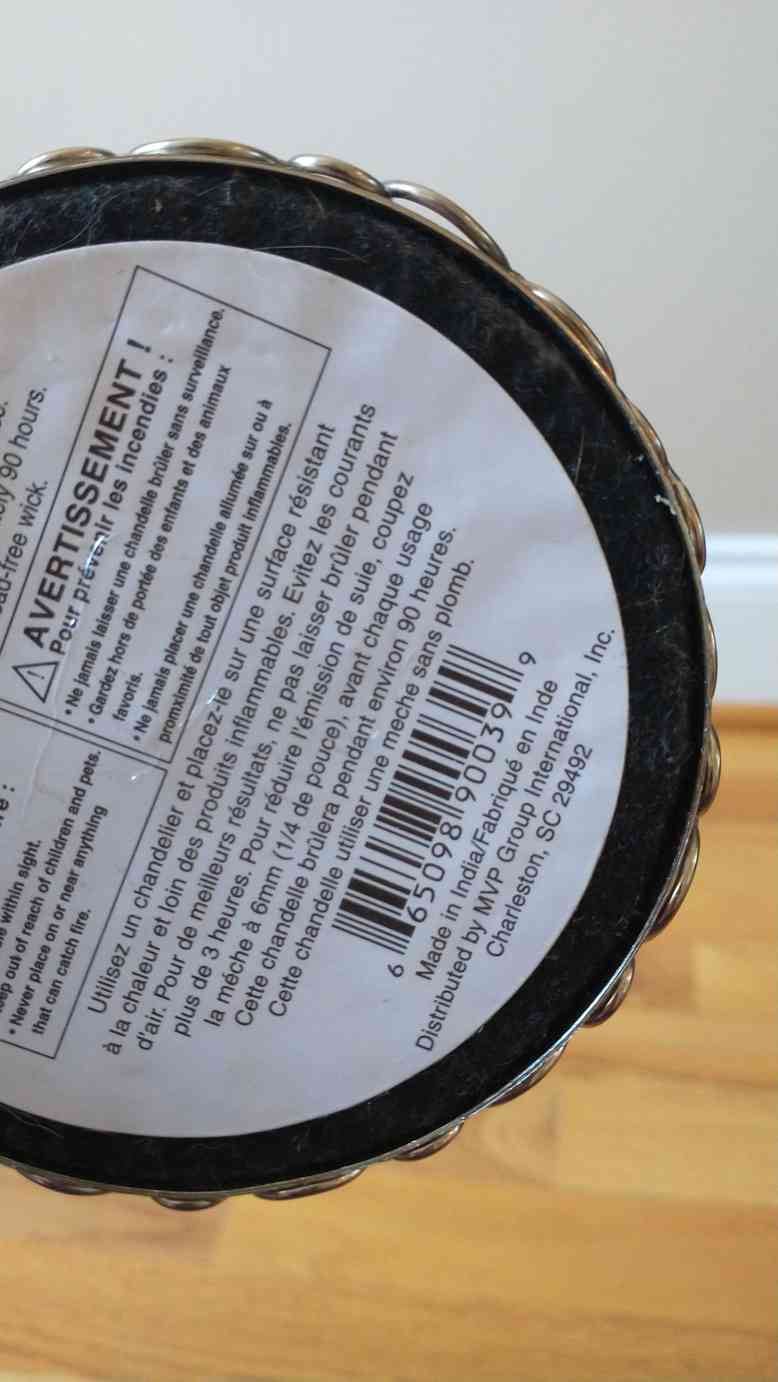 90 hours.
wick.
within sight.
out of reach of children and pets.
• Never place on or near anything
that can catch fire.
⚠ AVERTISSEMENT !
Pour prévenir les incendies :
• Ne jamais laisser une chandelle brûler sans surveillance.
• Gardez hors de portée des enfants et des animaux
favoris.
• Ne jamais placer une chandelle allumée sur ou à
promximité de tout objet produit inflammables.
Utilisez un chandelier et placez-le sur une surface résistant
à la chaleur et loin des produits inflammables. Evitez les courants
d'air. Pour de meilleurs résultats, ne pas laisser brûler pendant
plus de 3 heures. Pour réduire l'émission de suie, coupez
la méche à 6mm (1/4 de pouce), avant chaque usage
Cette chandelle brûlera pendant environ 90 heures.
Cette chandelle utiliser une meche sans plomb.
6 65098 90039 9
Made in India/Fabriqué en Inde
Distributed by MVP Group International, Inc.
Charleston, SC 29492